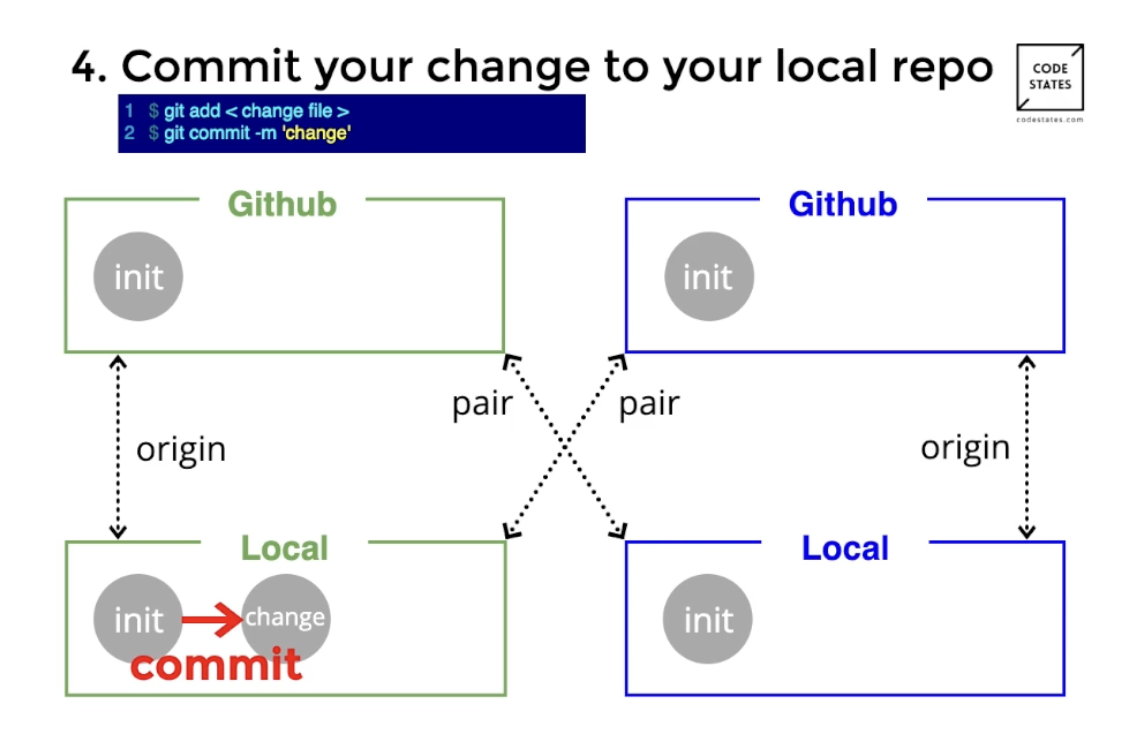 4. Commit your change to your local repo
CODE
STATES
codestates.com
1 $ git add < change file >
2 $ git commit -m 'change'
Github
Github
init
init
pair
pair
origin
origin
Local
Local
init
change
init
commit